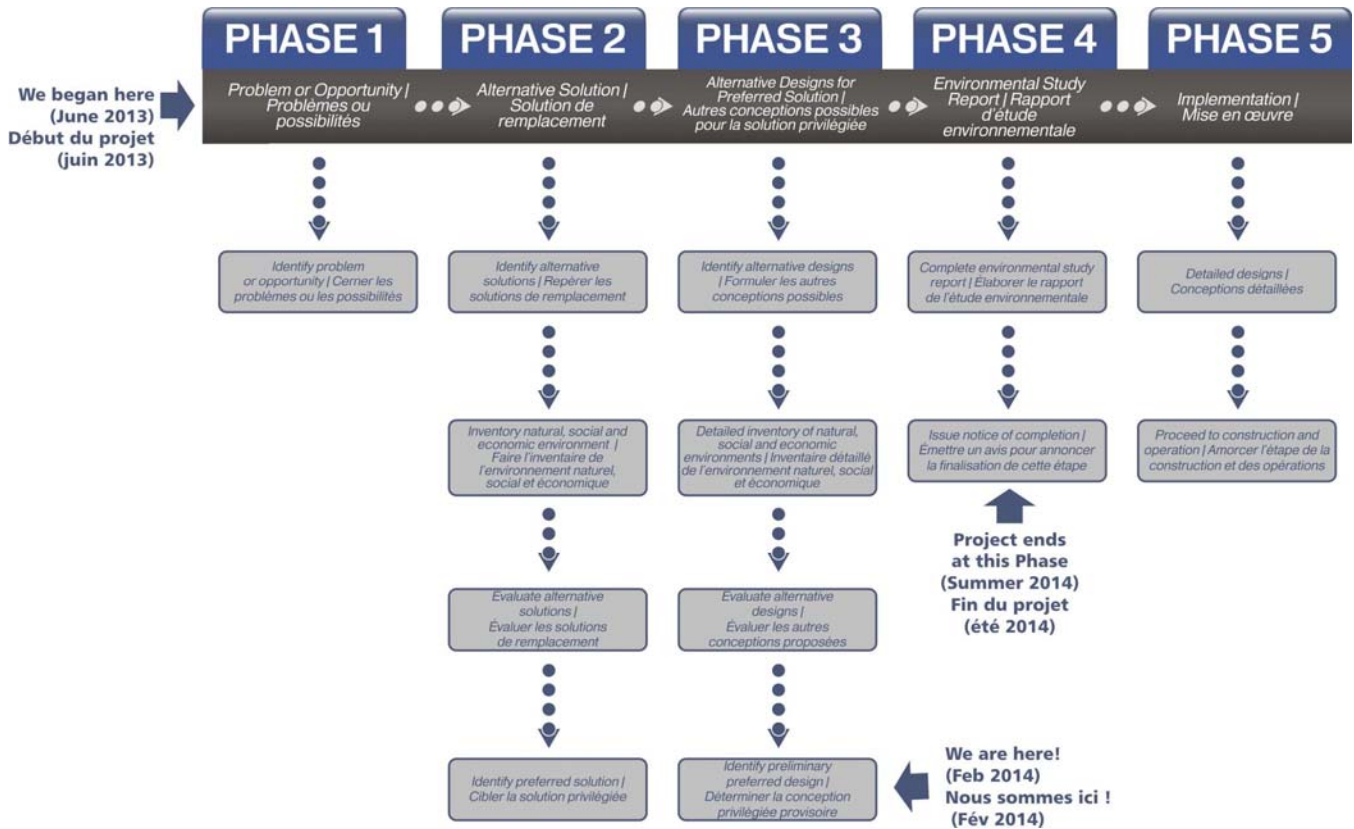 PHASE 1
PHASE 2
PHASE 3
PHASE 4
PHASE 5
We began here
(June 2013)
Début du projet
(juin 2013)
Problem or Opportunity |
Problèmes ou
possibilités
Alternative Solution |
Solution de
remplacement
Alternative Designs for
Preferred Solution |
Autres conceptions possibles
pour la solution privilégiée
Environmental Study
Report | Rapport
d'étude
environnementale
Implementation |
Mise en œuvre
Identify problem
or opportunity | Cerner les
problèmes ou les possibilités
Identify alternative
solutions | Repérer les
solutions de remplacement
Identify alternative designs
| Formuler les autres
conceptions possibles
Complete environmental study
report | Élaborer le rapport
de l'étude environnementale
Detailed designs |
Conceptions détaillées
Inventory natural, social and
economic environment |
Faire l'inventaire de
l'environnement naturel,
social et économique
Detailed inventory of natural,
social and economic
environments | Inventaire détaillé
de l'environnement naturel, social
et économique
Issue notice of completion |
Émettre un avis pour annoncer
la finalisation de cette étape
Proceed to construction and
operation | Amorcer l'étape de la
construction et des opérations
Project ends
at this Phase
(Summer 2014)
Fin du projet
(été 2014)
Evaluate alternative
solutions |
Évaluer les solutions
de remplacement
Evaluate alternative
designs |
Évaluer les autres
conceptions proposées
Identify preferred solution |
Cibler la solution privilégiée
Identify preliminary
preferred design |
Déterminer la conception
privilégiée provisoire
We are here!
(Feb 2014)
Nous sommes ici !
(Fév 2014)